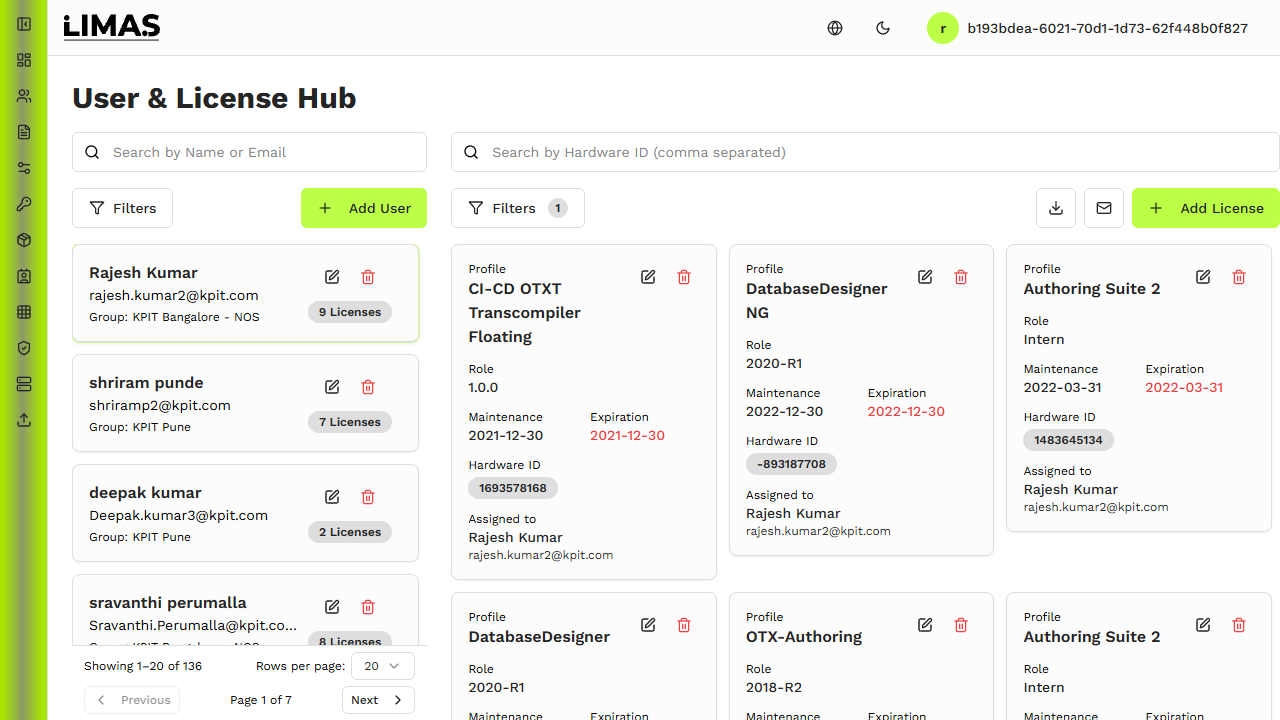 LIMAS
r
b193bdea-6021-70d1-1d73-62f448b0f827
User & License Hub
Search by Name or Email
Filters
Add User
Rajesh Kumar
rajesh.kumar2@kpit.com
Group: KPIT Bangalore - NOS
9 Licenses
shriram punde
shriramp2@kpit.com
Group: KPIT Pune
7 Licenses
deepak kumar
Deepak.kumar3@kpit.com
Group: KPIT Pune
2 Licenses
sravanthi perumalla
Sravanthi.Perumalla@kpit.co...
8 Licenses
Showing 1–20 of 136
Rows per page:
20
Previous
Page 1 of 7
Next
Search by Hardware ID (comma separated)
Filters
1
Add License
Profile
CI-CD OTXT
Transcompiler
Floating
Role
1.0.0
Maintenance
2021-12-30
Expiration
2021-12-30
Hardware ID
1693578168
Assigned to
Rajesh Kumar
rajesh.kumar2@kpit.com
Profile
DatabaseDesigner
NG
Role
2020-R1
Maintenance
2022-12-30
Expiration
2022-12-30
Hardware ID
-893187708
Assigned to
Rajesh Kumar
rajesh.kumar2@kpit.com
Profile
Authoring Suite 2
Role
Intern
Maintenance
2022-03-31
Expiration
2022-03-31
Hardware ID
1483645134
Assigned to
Rajesh Kumar
rajesh.kumar2@kpit.com
Profile
DatabaseDesigner
Role
2020-R1
Maintenance
Expiration
Profile
OTX-Authoring
Role
2018-R2
Maintenance
Expiration
Profile
Authoring Suite 2
Role
Intern
Maintenance
Expiration